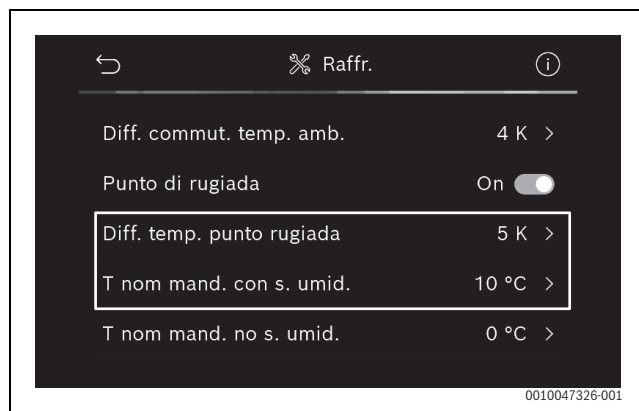 Raffr.
Diff. commut. temp. amb. 4 K >
Punto di rugiada On
Diff. temp. punto rugiada 5 K >
T nom mand. con s. umid. 10 °C >
T nom mand. no s. umid. 0 °C >
0010047326-001